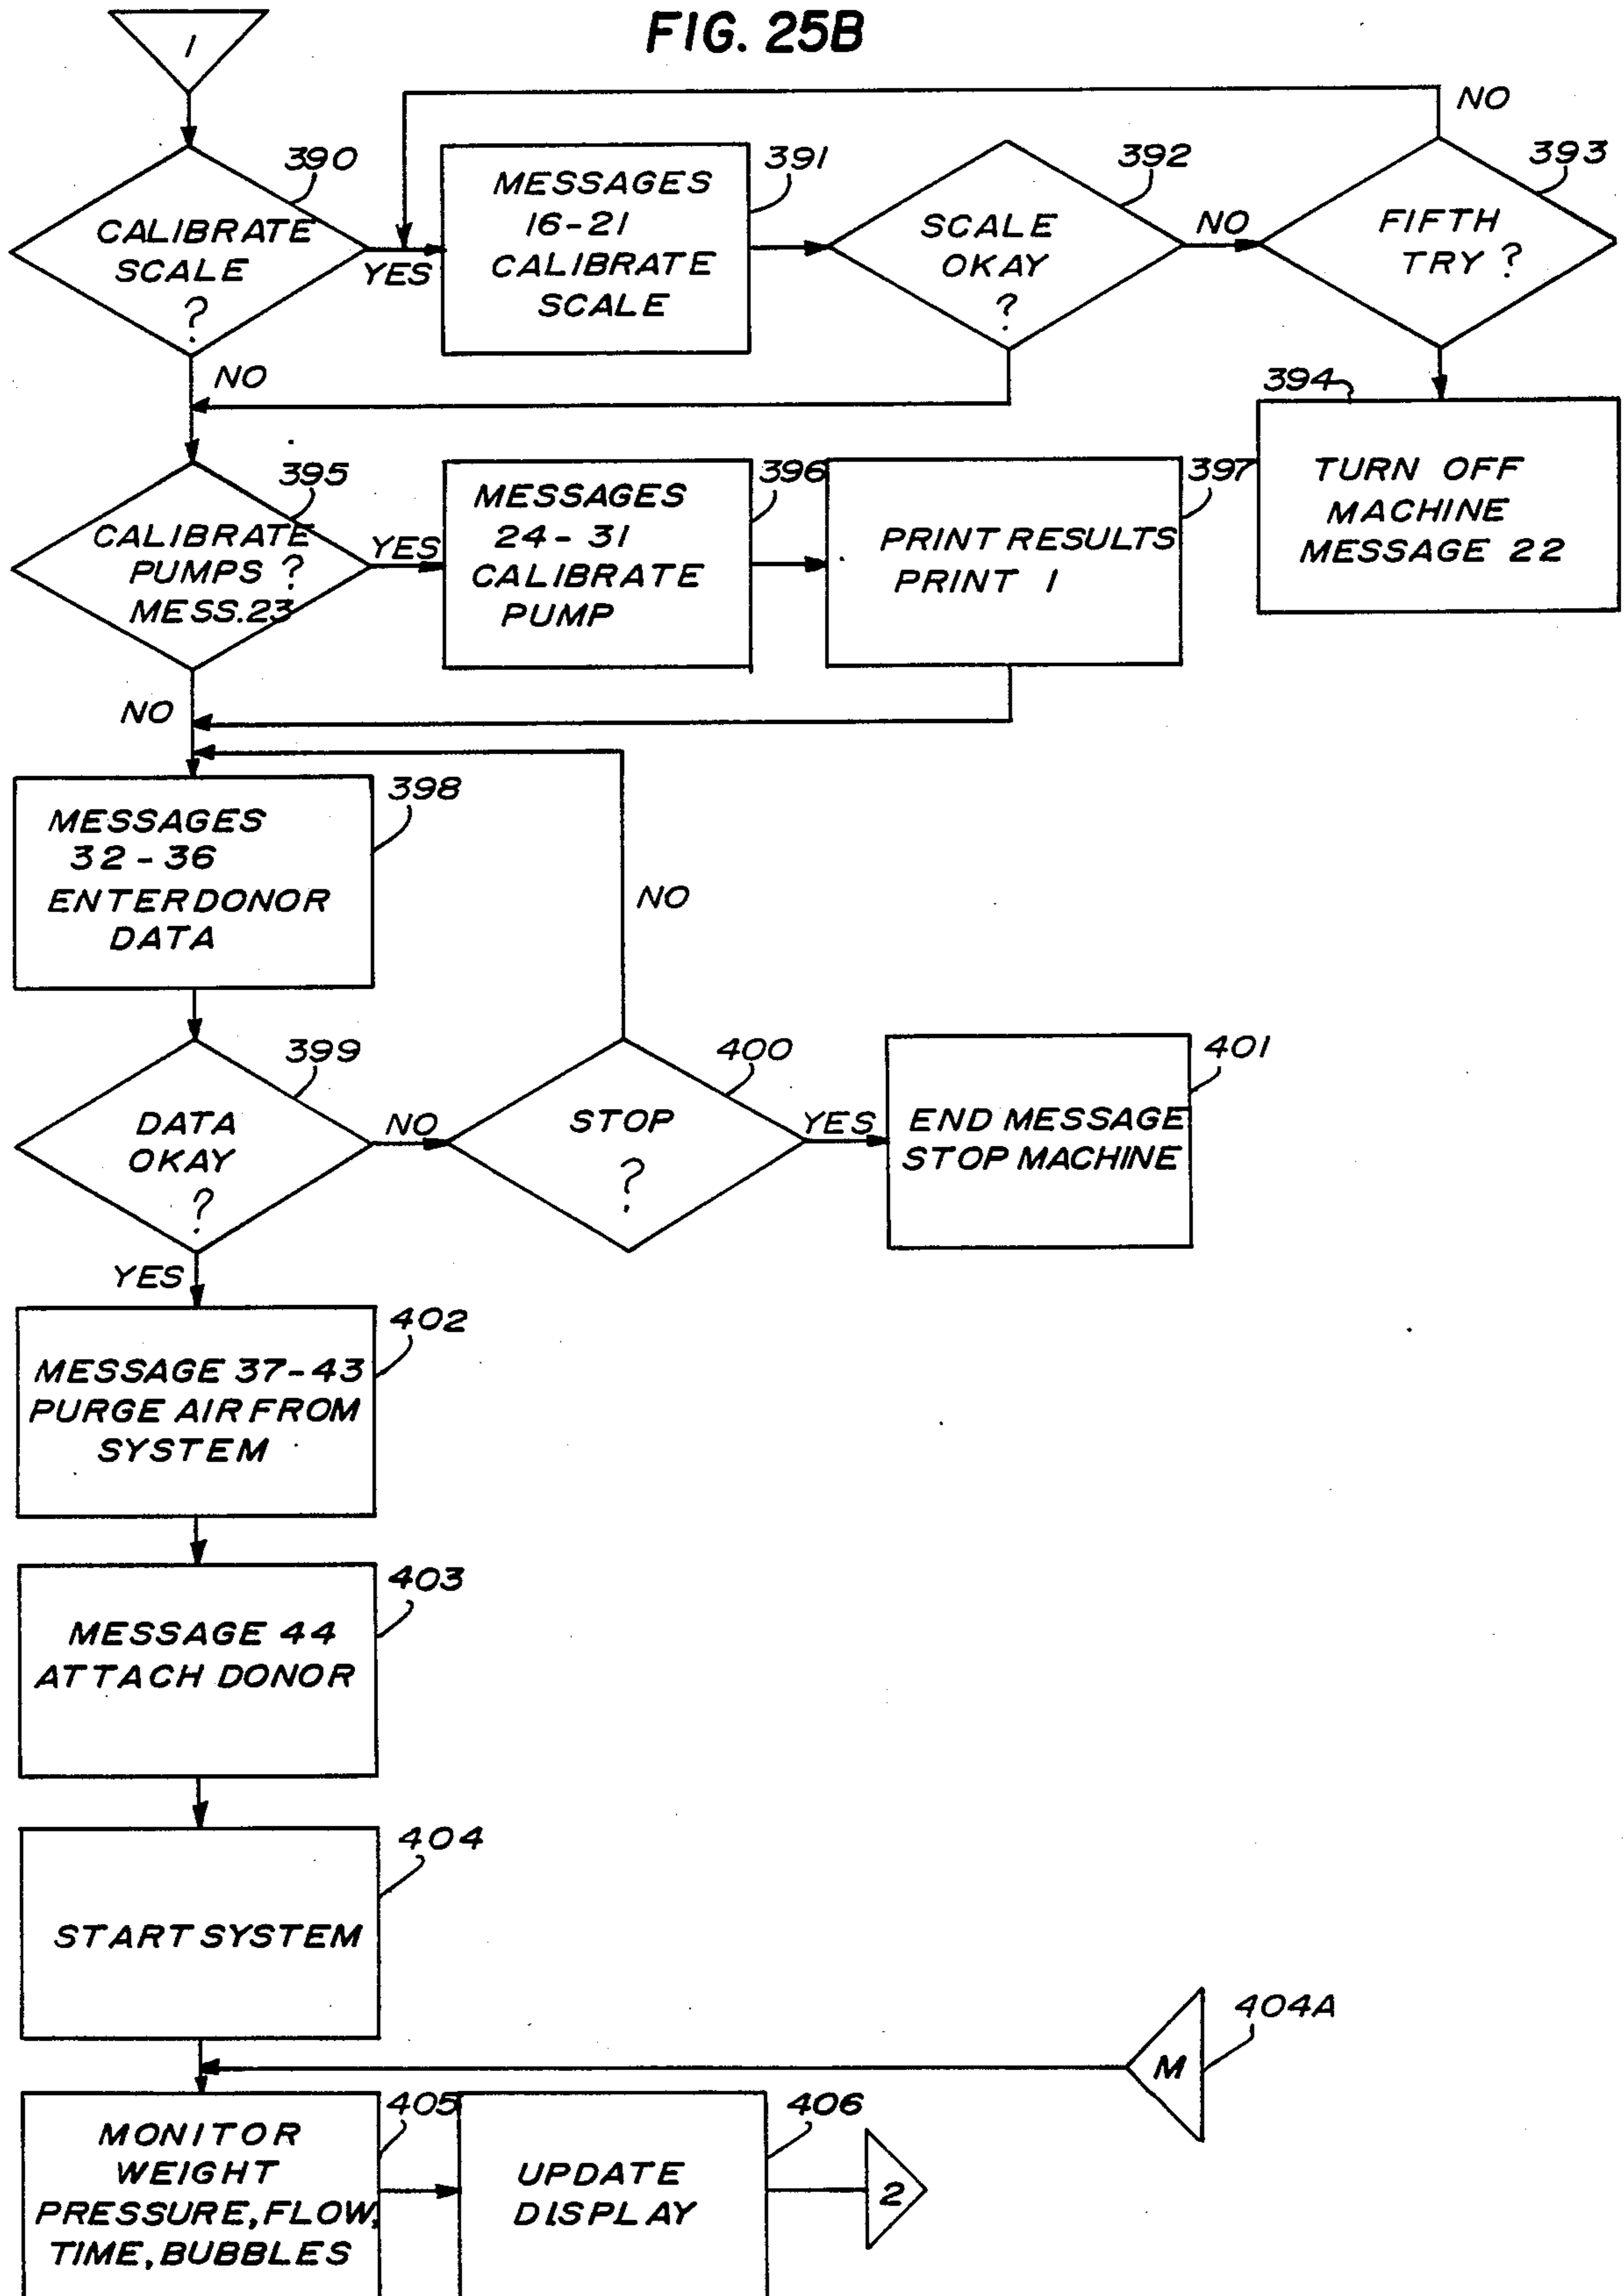 FIG. 25B
1
NO
390
CALIBRATE
SCALE
?
YES
NO
391
MESSAGES
16-21
CALIBRATE
SCALE
392
SCALE
OKAY
?
NO
393
FIFTH
TRY ?
394
TURN OFF
MACHINE
MESSAGE 22
395
CALIBRATE
PUMPS ?
MESS.23
YES
NO
396
MESSAGES
24-31
CALIBRATE
PUMP
397
PRINT RESULTS
PRINT 1
398
MESSAGES
32-36
ENTER DONOR
DATA
NO
399
DATA
OKAY
?
NO
YES
400
STOP
?
YES
401
END MESSAGE
STOP MACHINE
402
MESSAGE 37-43
PURGE AIR FROM
SYSTEM
403
MESSAGE 44
ATTACH DONOR
404
START SYSTEM
404A
M
405
MONITOR
WEIGHT
PRESSURE, FLOW,
TIME, BUBBLES
406
UPDATE
DISPLAY
2